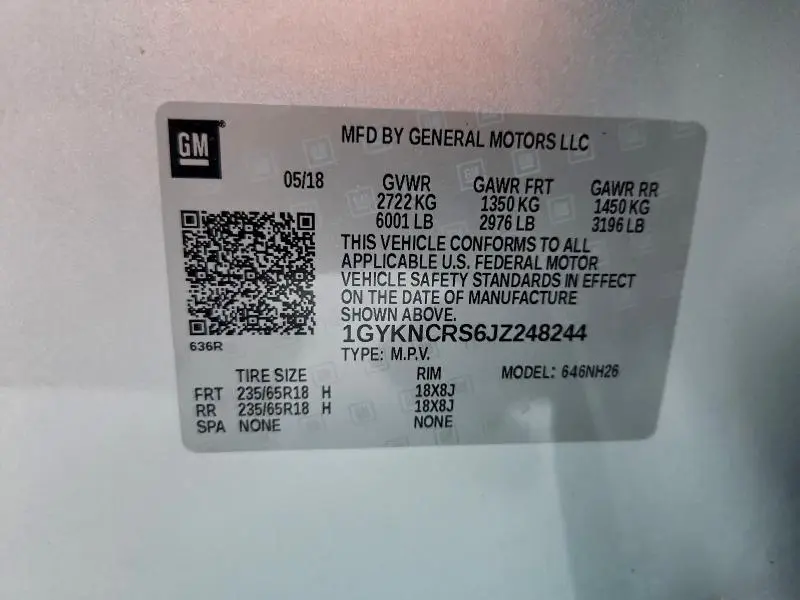 GM
MFD BY GENERAL MOTORS LLC
05/18
GVWR GAWR FRT GAWR RR
2722 KG 1350 KG 1450 KG
6001 LB 2976 LB 3196 LB
THIS VEHICLE CONFORMS TO ALL
APPLICABLE U.S. FEDERAL MOTOR
VEHICLE SAFETY STANDARDS IN EFFECT
ON THE DATE OF MANUFACTURE
SHOWN ABOVE.
636R
1GYKNCRS6JZ248244
TYPE: M.P.V.
TIRE SIZE RIM MODEL: 646NH26
FRT 235/65R18 H 18X8J
RR 235/65R18 H 18X8J
SPA NONE NONE